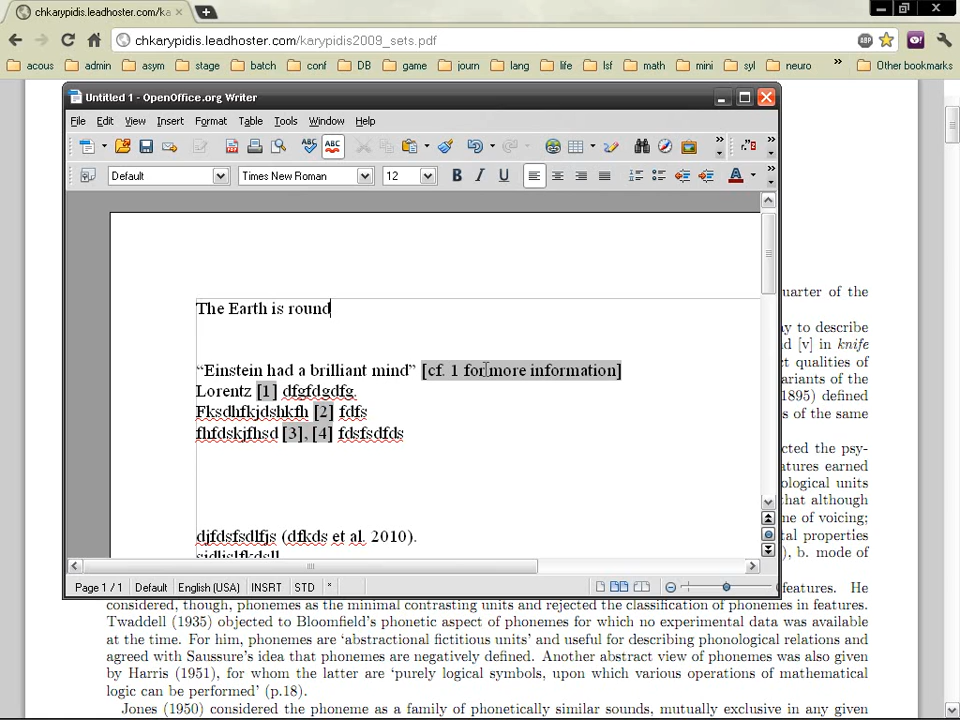 chkarypidis.leadhoster.com/ka
chkarypidis.leadhoster.com/karypidis2009_sets.pdf
ABP
acous admin asym stage batch conf DB game journ lang life lsf math mini syl neuro » Other bookmarks
Untitled 1 - OpenOffice.org Writer
File Edit View Insert Format Table Tools Window Help
ABC ABC
Default Times New Roman 12 B I U A
The Earth is round
“Einstein had a brilliant mind” [cf. 1 for more information]
Lorentz [1] dfgfdgdfg
Fksdhfkjdshkfh [2] fdfs
fhfdskjfhsd [3], [4] fdsfsdfds
djfdsfsdlfjs (dfkds et al. 2010).
Page 1 / 1 Default English (USA) INSRT STD *
uarter of the
ay to describe
nd [v] in knife
ct qualities of
ariants of the
1895) defined
s of the same
cted the psy-
atures earned
ological units
that although
ne of voicing;
tal properties
), b. mode of
features. He
considered, though, phonemes as the minimal contrasting units and rejected the classification of phonemes in features.
Twaddell (1935) objected to Bloomfield's phonetic aspect of phonemes for which no experimental data was available
at the time. For him, phonemes are ‘abstractional fictitious units’ and useful for describing phonological relations and
agreed with Saussure's idea that phonemes are negatively defined. Another abstract view of phonemes was also given
by Harris (1951), for whom the latter are ‘purely logical symbols, upon which various operations of mathematical
logic can be performed’ (p.18).
Jones (1950) considered the phoneme as a family of phonetically similar sounds, mutually exclusive in any given